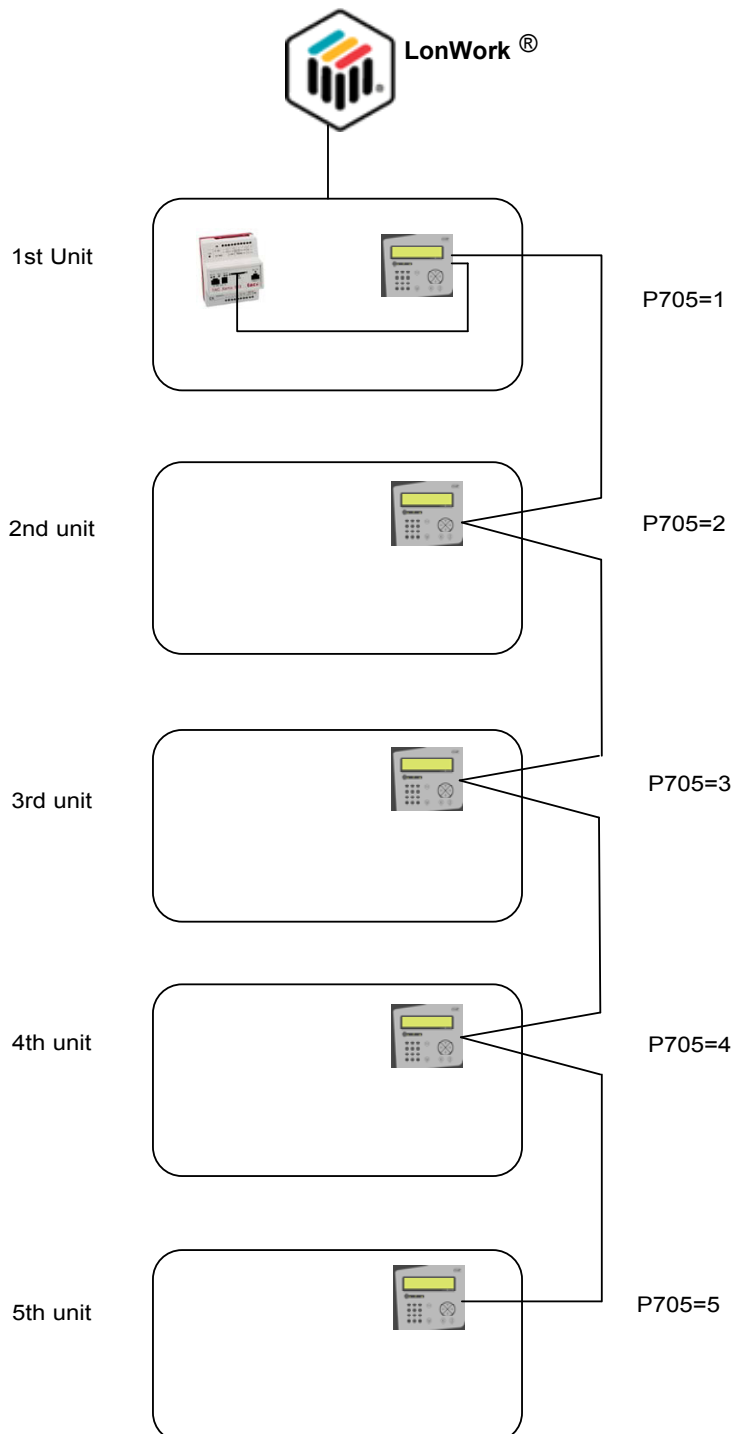 LonWork ®
1st Unit
P705=1
2nd unit
P705=2
3rd unit
P705=3
4th unit
P705=4
5th unit
P705=5